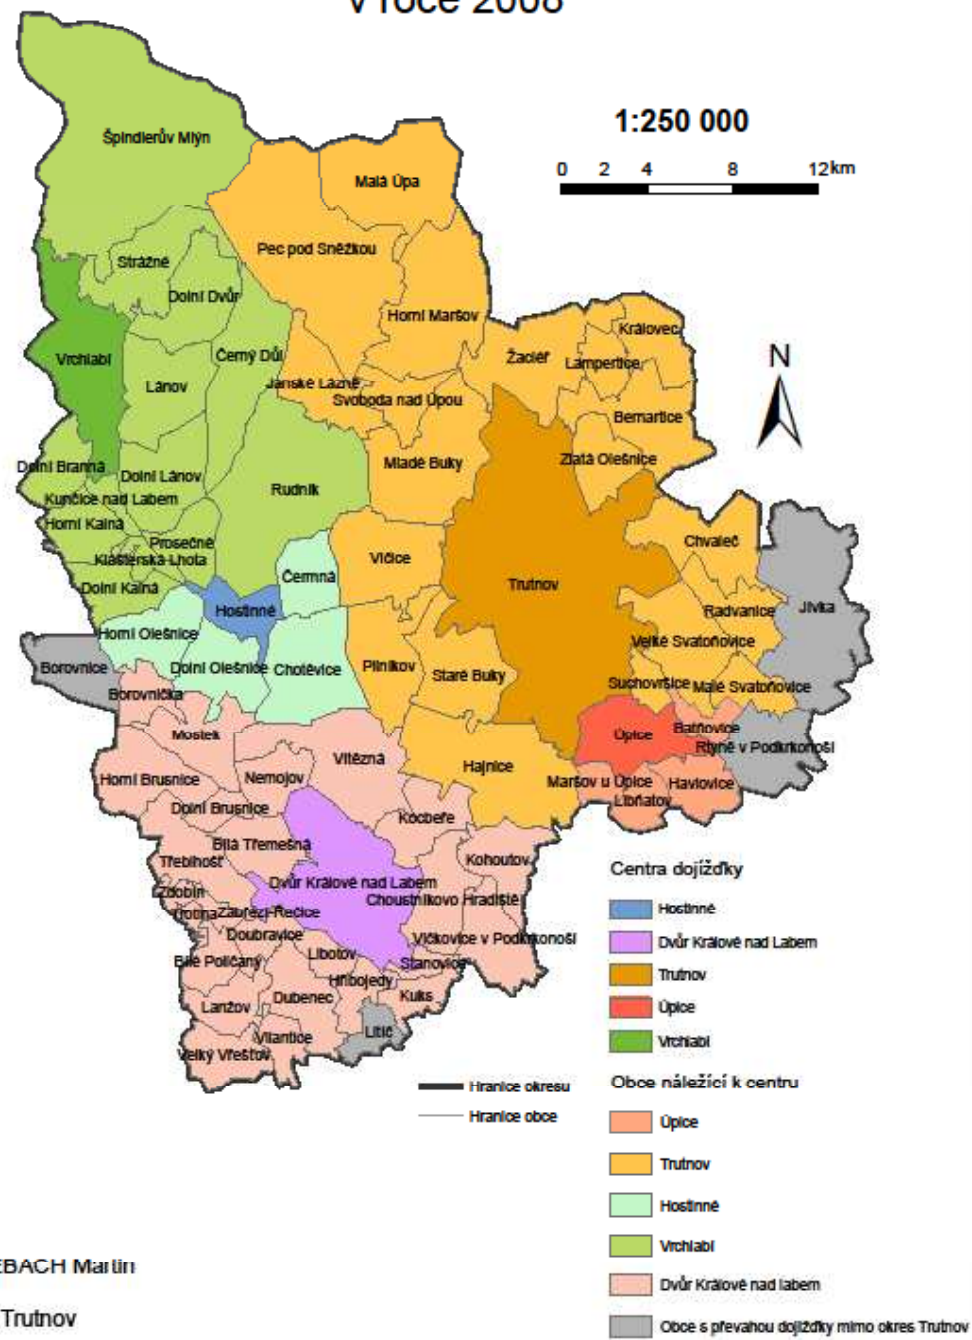 v roce 2008
1:250 000
0 2 4 8 12km
N
Špindlerův Mlýn
Malá Úpa
Pec pod Sněžkou
Strážné
Dolní Dvůr
Horní Maršov
Královec
Vrchlabí
Černý Důl
Žacléř
Lampertice
Lánov
Janské Lázně
Svoboda nad Úpou
Bernartice
Mladé Buky
Zlatá Olešnice
Dolní Branná
Dolní Lánov
Rudník
Kunčice nad Labem
Horní Kalná
Prosečné
Klášterská Lhota
Vlčice
Chvaleč
Dolní Kalná
Čermná
Trutnov
Hostinné
Radvanice
Jívka
Horní Olešnice
Velké Svatoňovice
Borovnice
Dolní Olešnice
Chotěvice
Pilníkov
Staré Buky
Suchovršice
Malé Svatoňovice
Borovnička
Mostek
Úpice
Batňovice
Rtyně v Podkrkonoší
Vítězná
Hajnice
Horní Brusnice
Nemojov
Maršov u Úpice
Havlovice
Libňatov
Dolní Brusnice
Kocbeře
Bílá Třemešná
Třebihošť
Kohoutov
Dvůr Králové nad Labem
Zdobín
Choustníkovo Hradiště
Trotina
Zábřezí-Řečice
Doubravice
Vlčkovice v Podkrkonoší
Bílé Poličany
Libotov
Stanovice
Hřibojedy
Lanžov
Dubenec
Kuks
Vilantice
Litíč
Velký Vřešťov
Centra dojížďky
Hostinné
Dvůr Králové nad Labem
Trutnov
Úpice
Vrchlabí
Hranice okresu
Hranice obce
Obce náležící k centru
Úpice
Trutnov
Hostinné
Vrchlabí
Dvůr Králové nad labem
Obce s převahou dojížďky mimo okres Trutnov
EBACH Martin
Trutnov